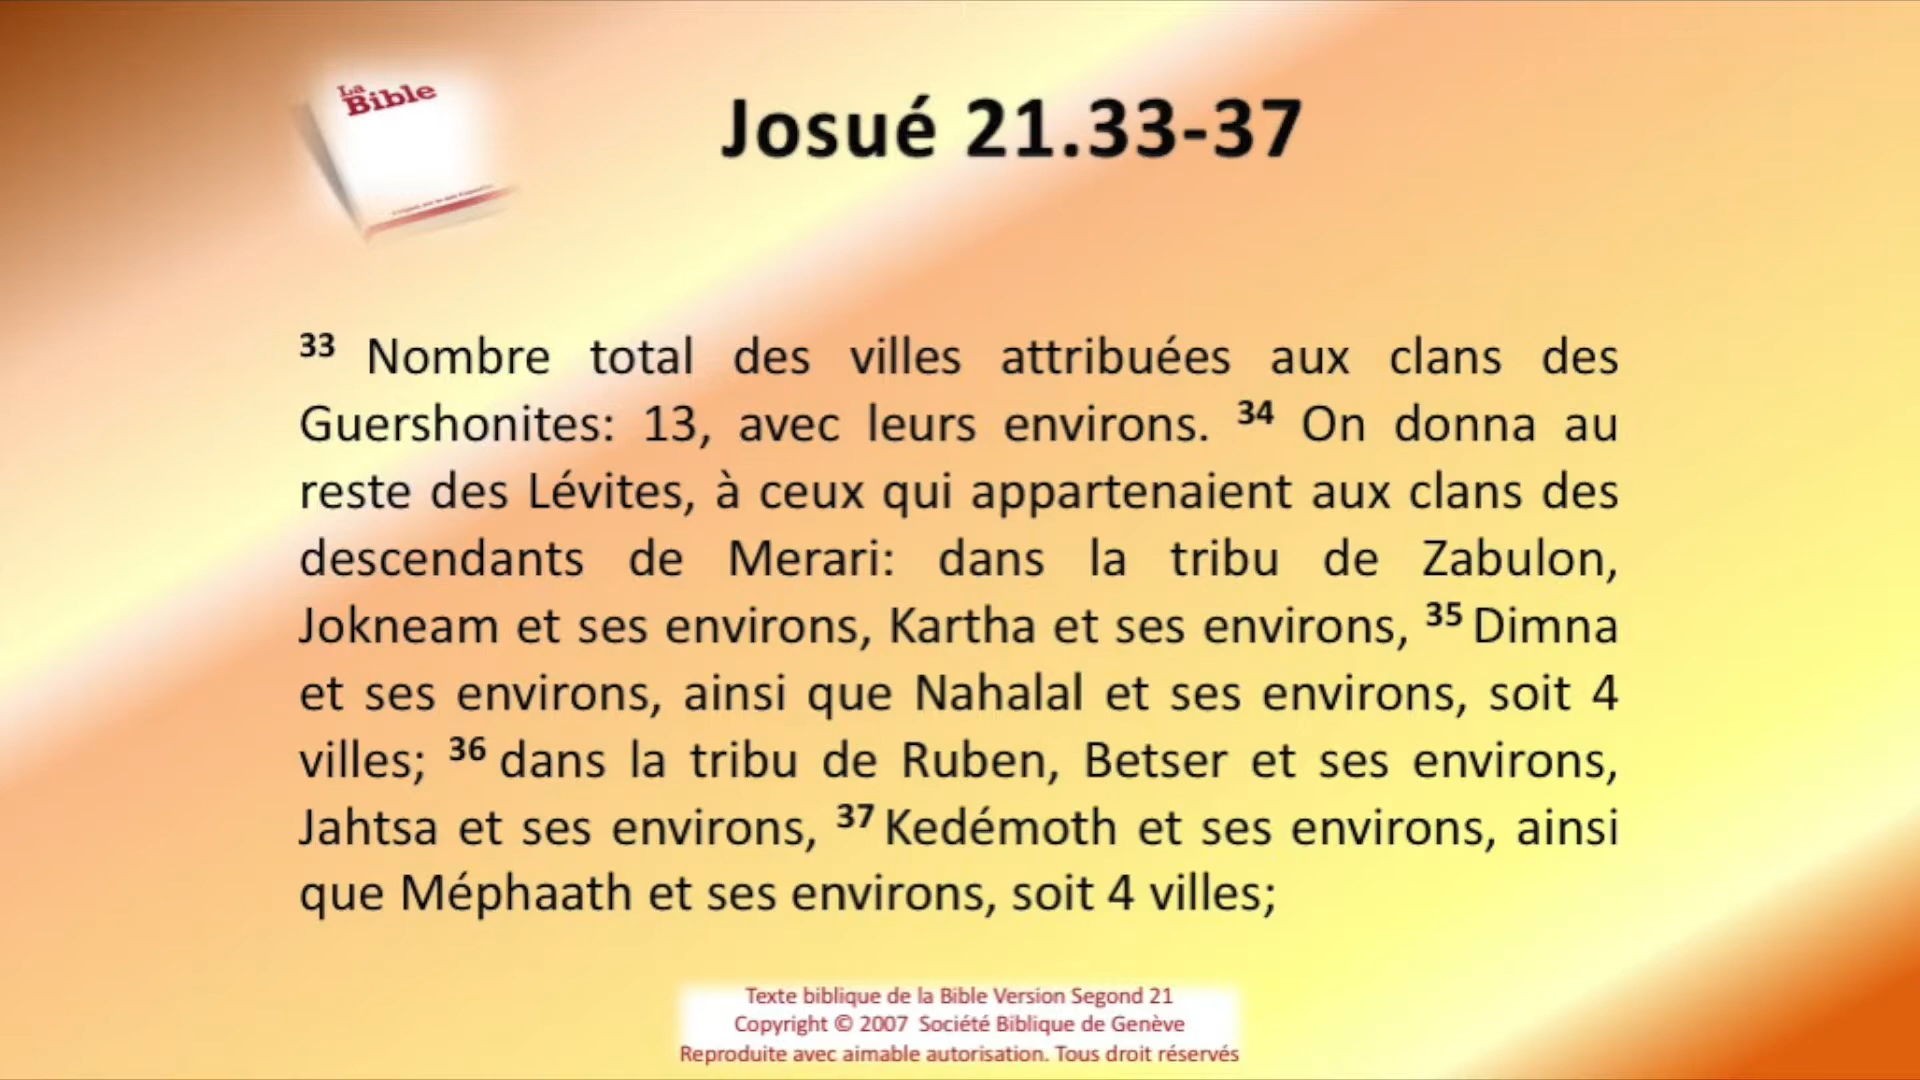 La
Bible
Josué 21.33-37
33 Nombre total des villes attribuées aux clans des
Guershonites: 13, avec leurs environs. 34 On donna au
reste des Lévites, à ceux qui appartenaient aux clans des
descendants de Merari: dans la tribu de Zabulon,
Jokneam et ses environs, Kartha et ses environs, 35 Dimna
et ses environs, ainsi que Nahalal et ses environs, soit 4
villes; 36 dans la tribu de Ruben, Betser et ses environs,
Jahtsa et ses environs, 37 Kedémoth et ses environs, ainsi
que Méphaath et ses environs, soit 4 villes;
Texte biblique de la Bible Version Segond 21
Copyright © 2007 Société Biblique de Genève
Reproduite avec aimable autorisation. Tous droit réservés